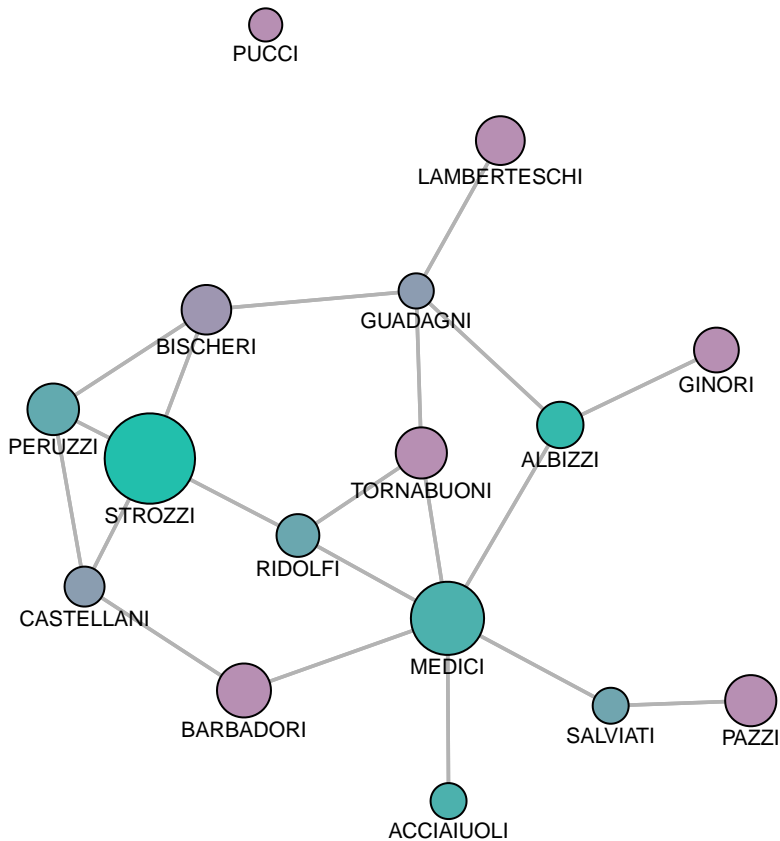 PUCCI
LAMBERTESCHI
GUADAGNI
BISCHERI
GINORI
PERUZZI
ALBIZZI
TORNABUONI
STROZZI
RIDOLFI
CASTELLANI
MEDICI
BARBADORI
SALVIATI
PAZZI
ACCIAIUOLI